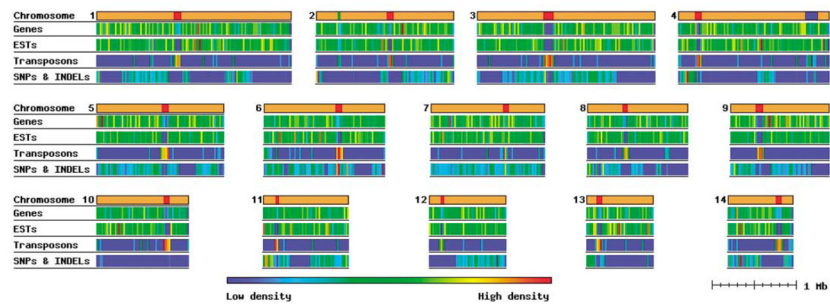 Chromosome 1 2 3 4
Genes
ESTs
Transposons
SNPs & INDELs
Chromosome 5 6 7 8 9
Genes
ESTs
Transposons
SNPs & INDELs
Chromosome 10 11 12 13 14
Genes
ESTs
Transposons
SNPs & INDELs
Low density High density 1 Mb